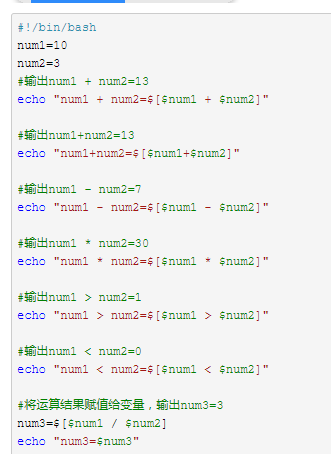 #!/bin/bash
num1=10
num2=3
#输出num1 + num2=13
echo "num1 + num2=$[$num1 + $num2]"
#输出num1+num2=13
echo "num1+num2=$[$num1+$num2]"
#输出num1 - num2=7
echo "num1 - num2=$[$num1 - $num2]"
#输出num1 * num2=30
echo "num1 * num2=$[$num1 * $num2]"
#输出num1 > num2=1
echo "num1 > num2=$[$num1 > $num2]"
#输出num1 < num2=0
echo "num1 < num2=$[$num1 < $num2]"
#将运算结果赋值给变量，输出num3=3
num3=$[$num1 / $num2]
echo "num3=$num3"